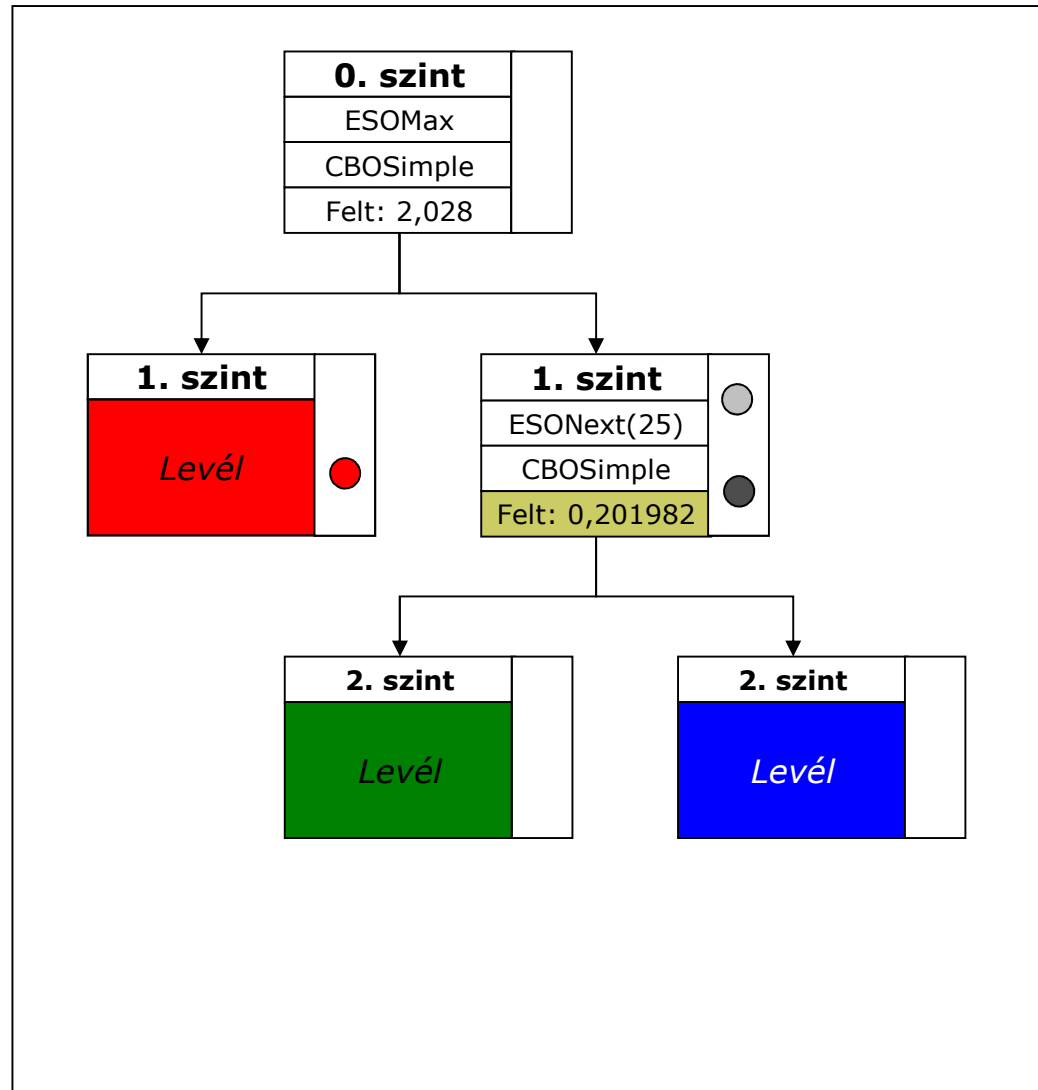 0. szint
ESOMax
CBOSimple
Felt: 2,028
1. szint
Levél
1. szint
ESONext(25)
CBOSimple
Felt: 0,201982
2. szint
Levél
2. szint
Levél